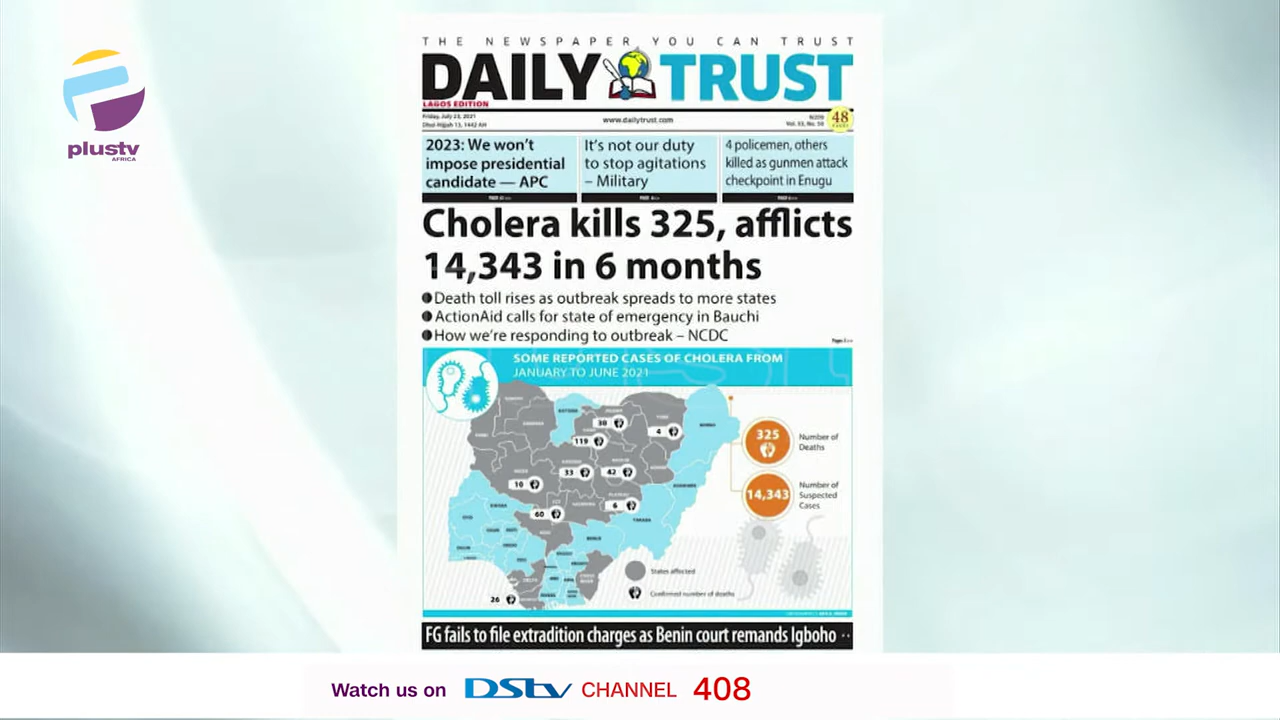 plustv
AFRICA
THE NEWSPAPER YOU CAN TRUST
DAILY TRUST
LAGOS EDITION
Friday, July 23, 2021
www.dailytrust.com
48
2023: We won't
impose presidential
candidate — APC
It's not our duty
to stop agitations
– Military
4 policemen, others
killed as gunmen attack
checkpoint in Enugu
Cholera kills 325, afflicts
14,343 in 6 months
Death toll rises as outbreak spreads to more states
ActionAid calls for state of emergency in Bauchi
How we're responding to outbreak – NCDC
SOME REPORTED CASES OF CHOLERA FROM
JANUARY TO JUNE 2021
30
4
119
33
42
10
6
60
26
325
Number of
Deaths
14,343
Number of
Suspected
Cases
States affected
Confirmed number of deaths
FG fails to file extradition charges as Benin court remands Igboho
Watch us on DStv CHANNEL 408